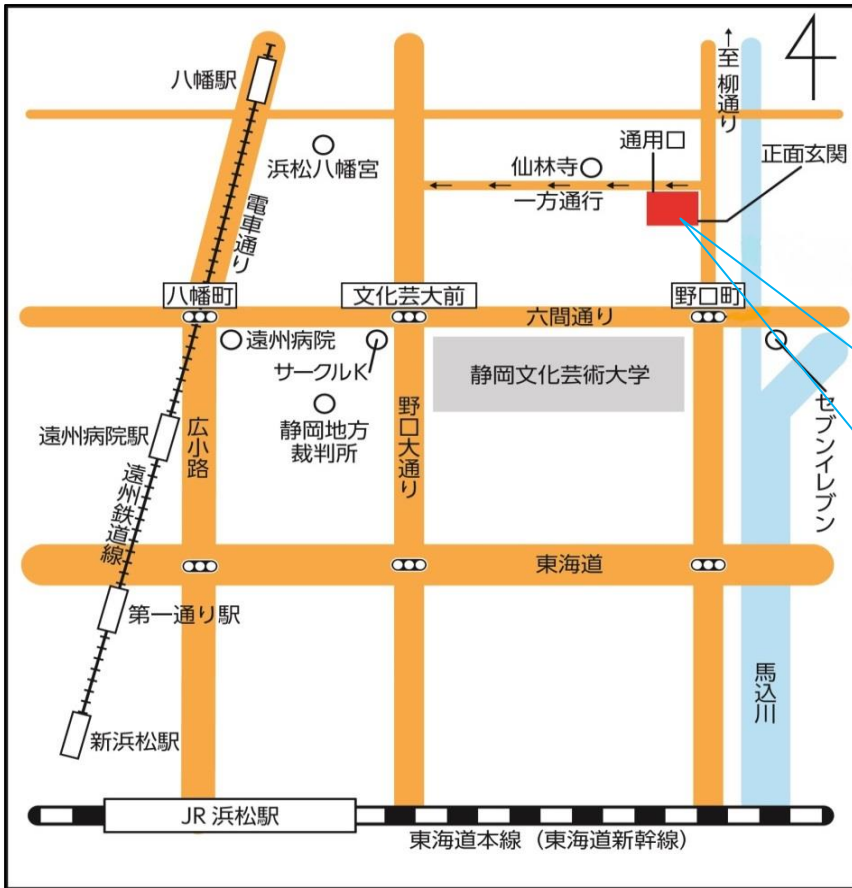 八幡駅
↑至 柳通り
通用口
正面玄関
浜松八幡宮
仙林寺
一方通行
電車通り
八幡町
文化芸大前
野口町
六間通り
遠州病院
サークルK
静岡文化芸術大学
静岡地方
裁判所
セブンイレブン
遠州病院駅
広小路
野口大通り
遠州鉄道線
東海道
第一通り駅
馬込川
新浜松駅
JR 浜松駅
東海道本線（東海道新幹線）